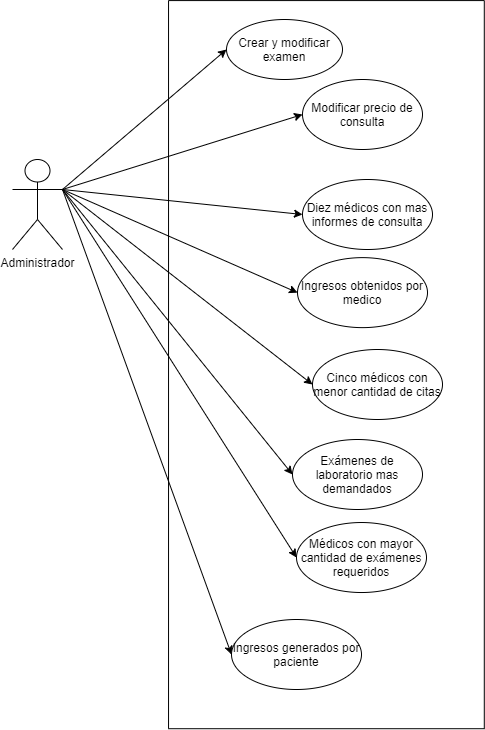 Crear y modificar
examen
Modificar precio de
consulta
Diez médicos con mas
informes de consulta
Administrador
Ingresos obtenidos por
medico
Cinco médicos con
menor cantidad de citas
Exámenes de
laboratorio mas
demandados
Médicos con mayor
cantidad de exámenes
requeridos
Ingresos generados por
paciente